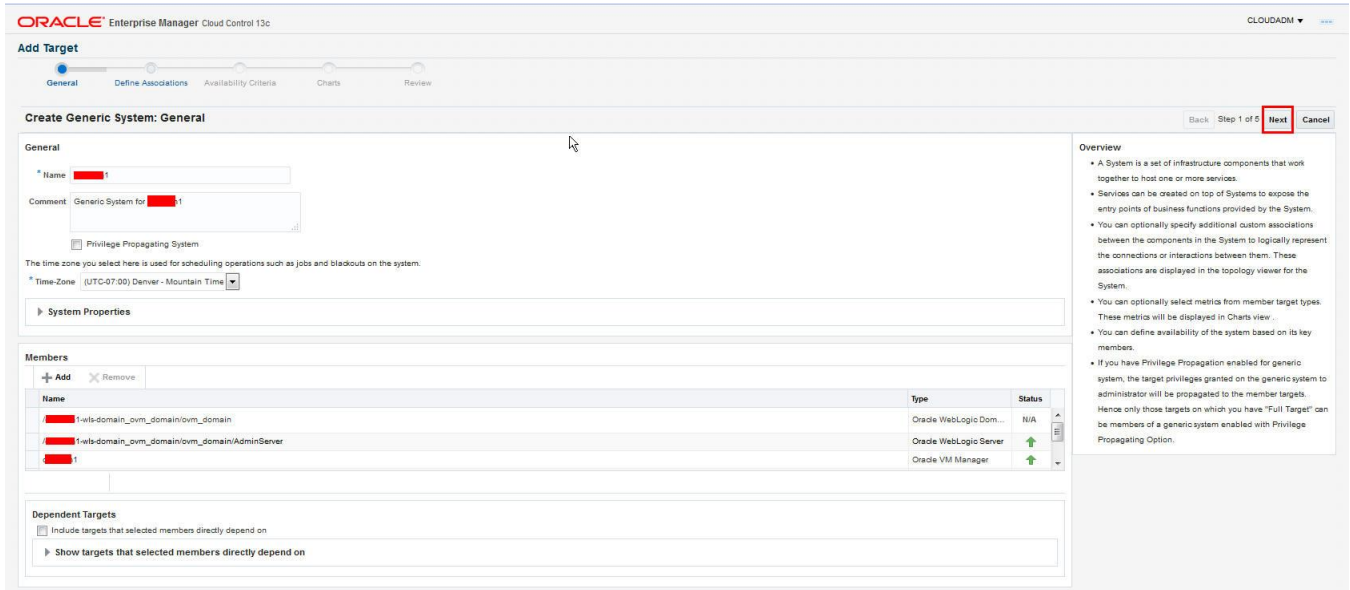 ORACLE Enterprise Manager Cloud Control 13c
CLOUDADM
Add Target
General Define Associations Availability Criteria Charts Review
Create Generic System: General
Back Step 1 of 5 Next Cancel
General
* Name 1
Comment Generic System for 1
Privilege Propagating System
The time zone you select here is used for scheduling operations such as jobs and blackouts on the system.
* Time-Zone (UTC-07:00) Denver - Mountain Time
System Properties
Members
Add Remove
Name Type Status
/ 1-wls-domain_ovm_domain/ovm_domain Oracle WebLogic Dom... N/A
/ 1-wls-domain_ovm_domain/ovm_domain/AdminServer Oracle WebLogic Server
1 Oracle VM Manager
Dependent Targets
Include targets that selected members directly depend on
Show targets that selected members directly depend on
Overview
• A System is a set of infrastructure components that work
together to host one or more services.
• Services can be created on top of Systems to expose the
entry points of business functions provided by the System.
• You can optionally specify additional custom associations
between the components in the System to logically represent
the connections or interactions between them. These
associations are displayed in the topology viewer for the
System.
• You can optionally select metrics from member target types.
These metrics will be displayed in Charts view .
• You can define availability of the system based on its key
members.
• If you have Privilege Propagation enabled for generic
system, the target privileges granted on the generic system to
administrator will be propagated to the member targets.
Hence only those targets on which you have "Full Target" can
be members of a generic system enabled with Privilege
Propagating Option.